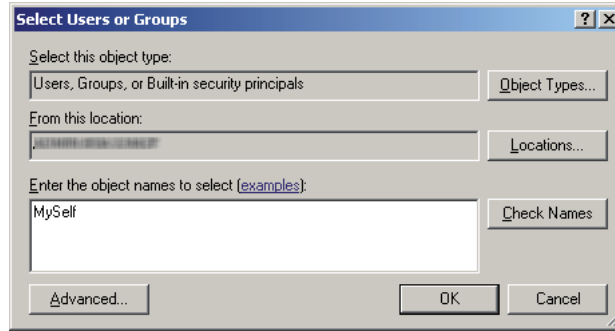 Select Users or Groups
Select this object type:
Users, Groups, or Built-in security principals
Object Types...
From this location:
Locations...
Enter the object names to select (examples):
MySelf
Check Names
Advanced...
OK
Cancel